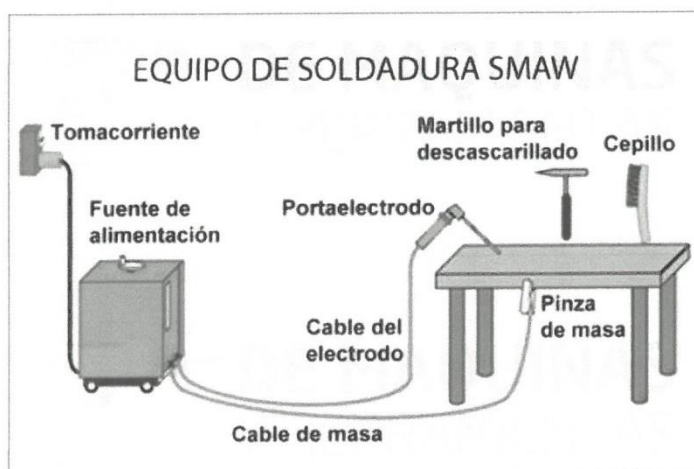 EQUIPO DE SOLDADURA SMAW
Tomacorriente
Martillo para
descascarillado
Cepillo
Fuente de
alimentación
Portaelectrodo
Pinza
de masa
Cable del
electrodo
Cable de masa